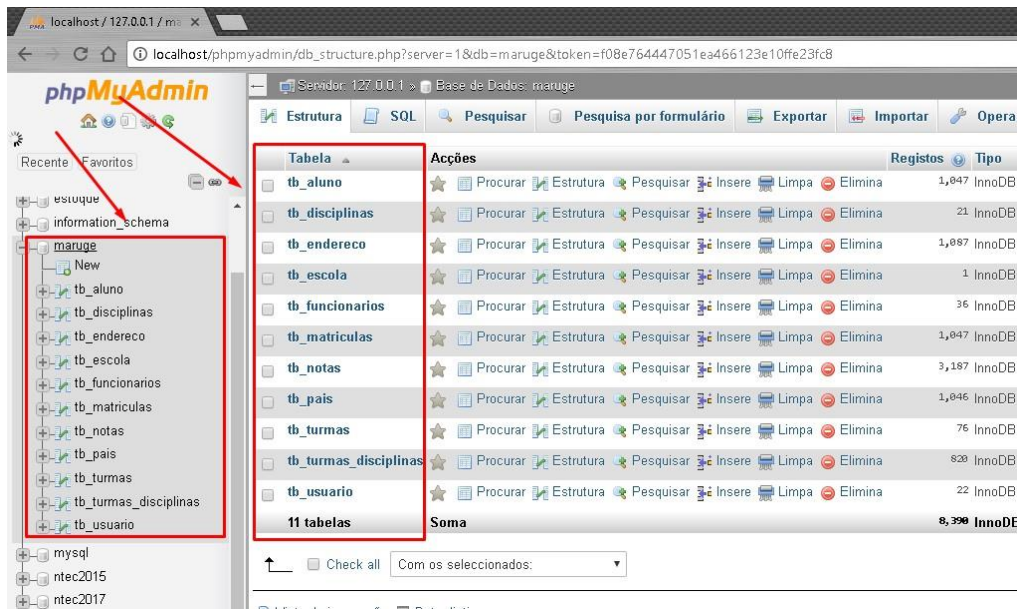 localhost / 127.0.0.1 / ma
localhost/phpmyadmin/db_structure.php?server=1&db=maruge&token=f08e764447051ea466123e10ffe23fc8
phpMyAdmin
Recente Favoritos
estoque
information_schema
maruge
New
tb_aluno
tb_disciplinas
tb_endereco
tb_escola
tb_funcionarios
tb_matriculas
tb_notas
tb_pais
tb_turmas
tb_turmas_disciplinas
tb_usuario
mysql
ntec2015
ntec2017
Servidor: 127.0.0.1 » Base de Dados: maruge
Estrutura SQL Pesquisar Pesquisa por formulário Exportar Importar Opera
Tabela Acções Registos Tipo
tb_aluno Procurar Estrutura Pesquisar Insere Limpa Elimina 1,047 InnoDB
tb_disciplinas Procurar Estrutura Pesquisar Insere Limpa Elimina 21 InnoDB
tb_endereco Procurar Estrutura Pesquisar Insere Limpa Elimina 1,087 InnoDB
tb_escola Procurar Estrutura Pesquisar Insere Limpa Elimina 1 InnoDB
tb_funcionarios Procurar Estrutura Pesquisar Insere Limpa Elimina 36 InnoDB
tb_matriculas Procurar Estrutura Pesquisar Insere Limpa Elimina 1,047 InnoDB
tb_notas Procurar Estrutura Pesquisar Insere Limpa Elimina 3,187 InnoDB
tb_pais Procurar Estrutura Pesquisar Insere Limpa Elimina 1,046 InnoDB
tb_turmas Procurar Estrutura Pesquisar Insere Limpa Elimina 76 InnoDB
tb_turmas_disciplinas Procurar Estrutura Pesquisar Insere Limpa Elimina 820 InnoDB
tb_usuario Procurar Estrutura Pesquisar Insere Limpa Elimina 22 InnoDB
11 tabelas Soma 8,390 InnoDB
Check all Com os seleccionados: